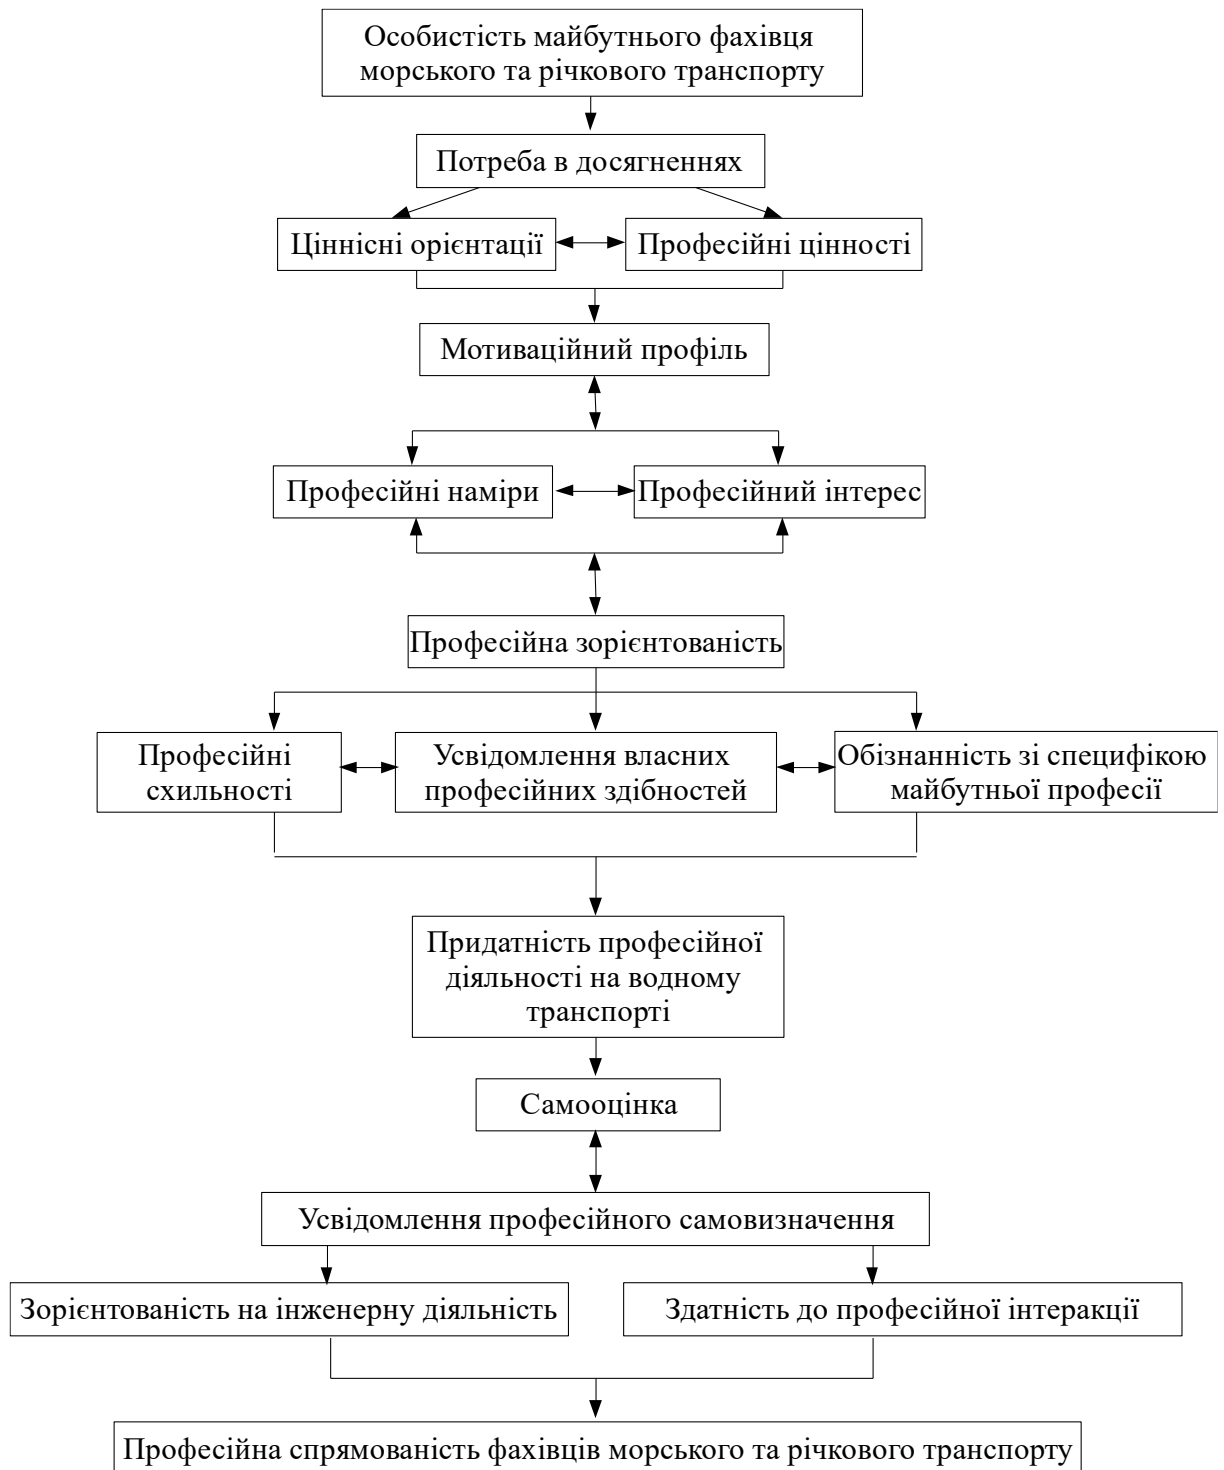 Особистість майбутнього фахівця
морського та річкового транспорту
Потреба в досягненнях
Ціннісні орієнтації
Професійні цінності
Мотиваційний профіль
Професійні наміри
Професійний інтерес
Професійна зорієнтованість
Професійні
схильності
Усвідомлення власних
професійних здібностей
Обізнанність зі специфікою
майбутньої професії
Придатність професійної
діяльності на водному
транспорті
Самооцінка
Усвідомлення професійного самовизначення
Зорієнтованість на інженерну діяльність
Здатність до професійної інтеракції
Професійна спрямованість фахівців морського та річкового транспорту